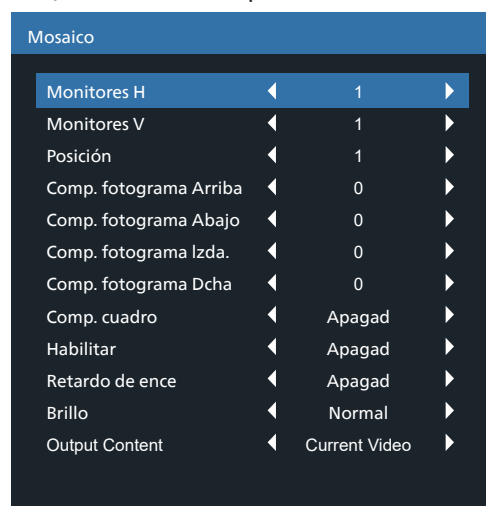 Mosaico
Monitores H 1
Monitores V 1
Posición 1
Comp. fotograma Arriba 0
Comp. fotograma Abajo 0
Comp. fotograma Izda. 0
Comp. fotograma Dcha 0
Comp. cuadro Apagad
Habilitar Apagad
Retardo de ence Apagad
Brillo Normal
Output Content Current Video